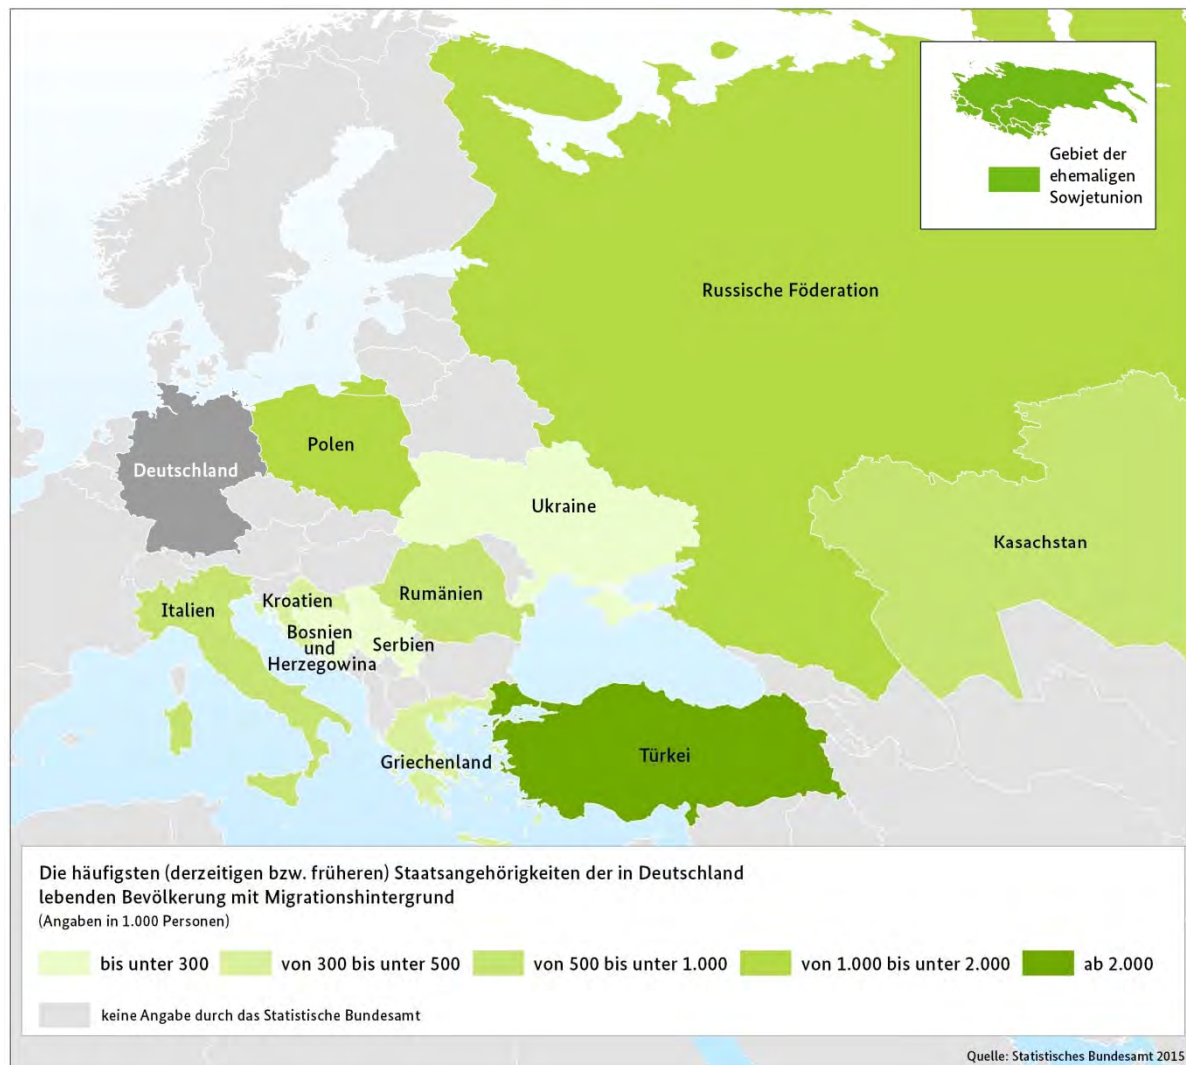 Gebiet der
ehemaligen
Sowjetunion
Russische Föderation
Polen
Deutschland
Ukraine
Kasachstan
Italien
Kroatien
Rumänien
Bosnien
und
Herzegowina
Serbien
Griechenland
Türkei
Die häufigsten (derzeitigen bzw. früheren) Staatsangehörigkeiten der in Deutschland
lebenden Bevölkerung mit Migrationshintergrund
(Angaben in 1.000 Personen)
bis unter 300 von 300 bis unter 500 von 500 bis unter 1.000 von 1.000 bis unter 2.000 ab 2.000
keine Angabe durch das Statistische Bundesamt
Quelle: Statistisches Bundesamt 2015